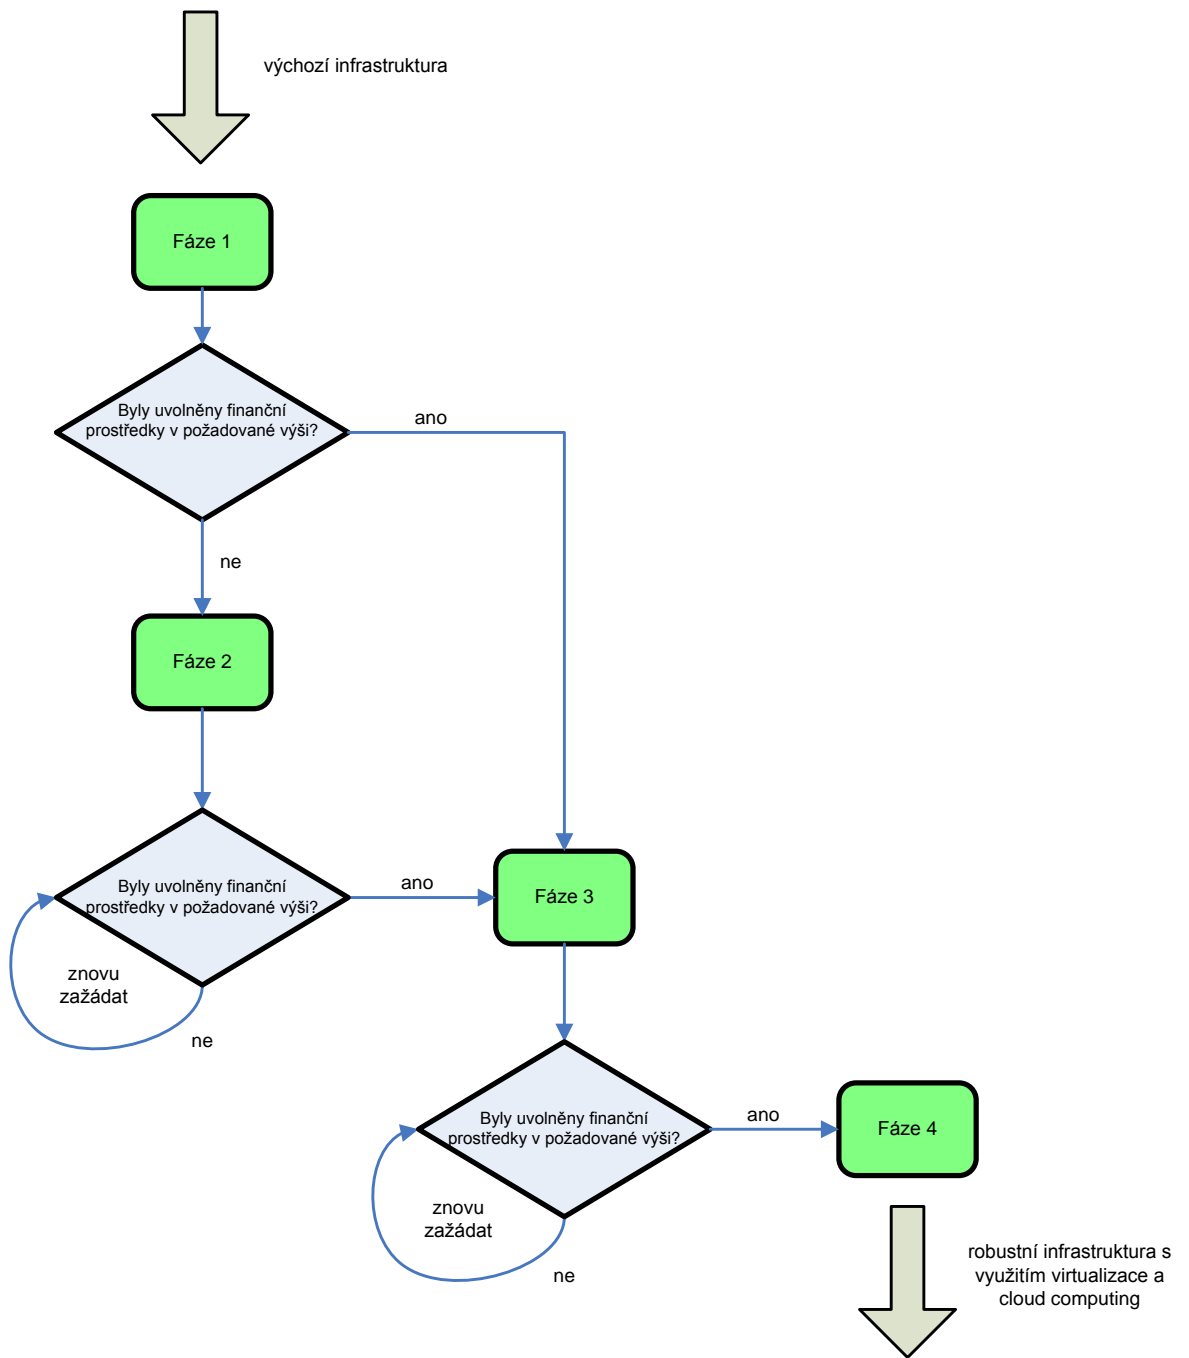 výchozí infrastruktura
Fáze 1
Byly uvolněny finanční
prostředky v požadované výši?
ano
ne
Fáze 2
Byly uvolněny finanční
prostředky v požadované výši?
ano
Fáze 3
znovu
zažádat
ne
Byly uvolněny finanční
prostředky v požadované výši?
ano
Fáze 4
znovu
zažádat
ne
robustní infrastruktura s
využitím virtualizace a
cloud computing